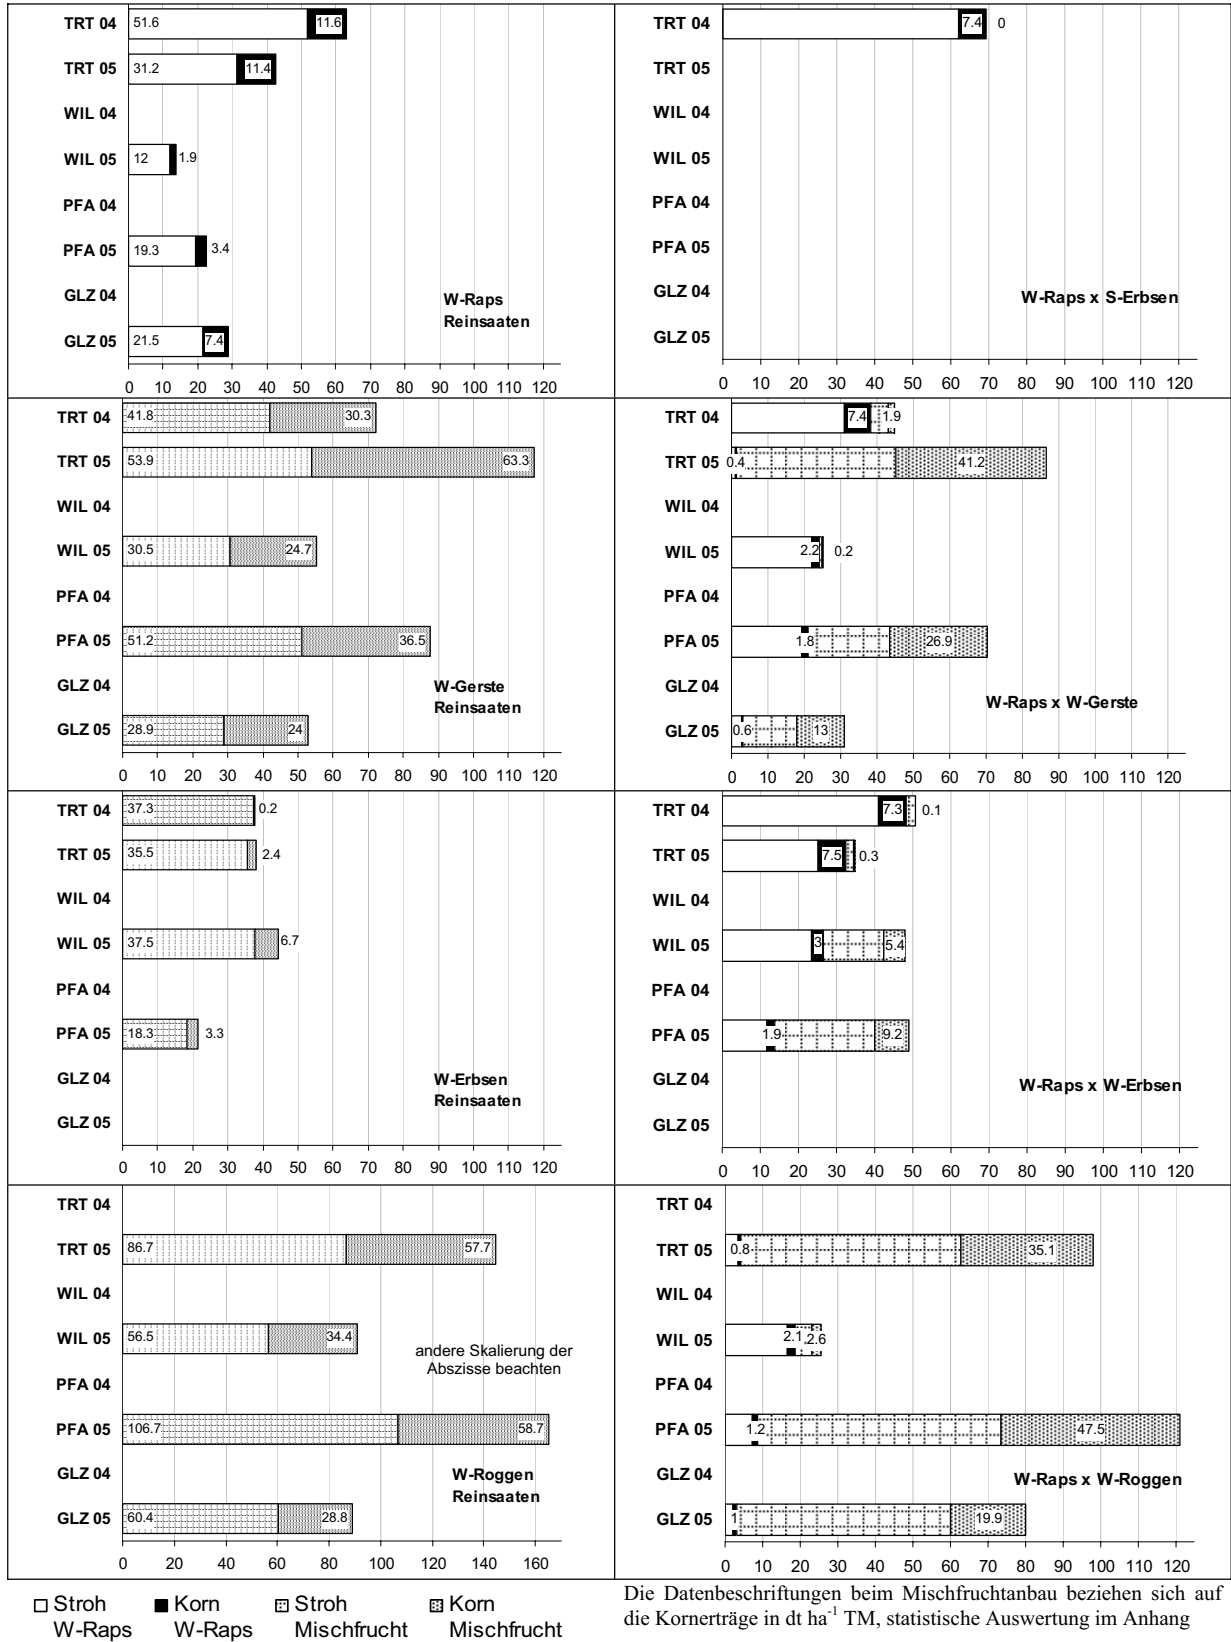 TRT 04 51.6 11.6
TRT 05 31.2 11.4
WIL 04
WIL 05 12 1.9
PFA 04
PFA 05 19.3 3.4
GLZ 04
GLZ 05 21.5 7.4
W-Raps
Reinsaaten
0 10 20 30 40 50 60 70 80 90 100 110 120
TRT 04 7.4 0
TRT 05
WIL 04
WIL 05
PFA 04
PFA 05
GLZ 04
GLZ 05
W-Raps x S-Erbsen
0 10 20 30 40 50 60 70 80 90 100 110 120
TRT 04 41.8 30.3
TRT 05 53.9 63.3
WIL 04
WIL 05 30.5 24.7
PFA 04
PFA 05 51.2 36.5
GLZ 04
GLZ 05 28.9 24
W-Gerste
Reinsaaten
0 10 20 30 40 50 60 70 80 90 100 110 120
TRT 04 7.4 1.9
TRT 05 0.4 41.2
WIL 04
WIL 05 2.2 0.2
PFA 04
PFA 05 1.8 26.9
GLZ 04
GLZ 05 0.6 13
W-Raps x W-Gerste
0 10 20 30 40 50 60 70 80 90 100 110 120
TRT 04 37.3 0.2
TRT 05 35.5 2.4
WIL 04
WIL 05 37.5 6.7
PFA 04
PFA 05 18.3 3.3
GLZ 04
GLZ 05
W-Erbsen
Reinsaaten
0 10 20 30 40 50 60 70 80 90 100 110 120
TRT 04 7.3 0.1
TRT 05 7.5 0.3
WIL 04
WIL 05 3 5.4
PFA 04
PFA 05 1.9 9.2
GLZ 04
GLZ 05
W-Raps x W-Erbsen
0 10 20 30 40 50 60 70 80 90 100 110 120
TRT 04
TRT 05 86.7 57.7
WIL 04
WIL 05 56.5 34.4
andere Skalierung der
Abszisse beachten
PFA 04
PFA 05 106.7 58.7
GLZ 04
GLZ 05 60.4 28.8
W-Roggen
Reinsaaten
0 20 40 60 80 100 120 140 160
TRT 04
TRT 05 0.8 35.1
WIL 04
WIL 05 2.1 2.6
PFA 04
PFA 05 1.2 47.5
GLZ 04
GLZ 05 1 19.9
W-Raps x W-Roggen
0 10 20 30 40 50 60 70 80 90 100 110 120
Stroh W-Raps
Korn W-Raps
Stroh Mischfrucht
Korn Mischfrucht
Die Datenbeschriftungen beim Mischfruchtanbau beziehen sich auf
die Kornerträge in dt ha⁻¹ TM, statistische Auswertung im Anhang